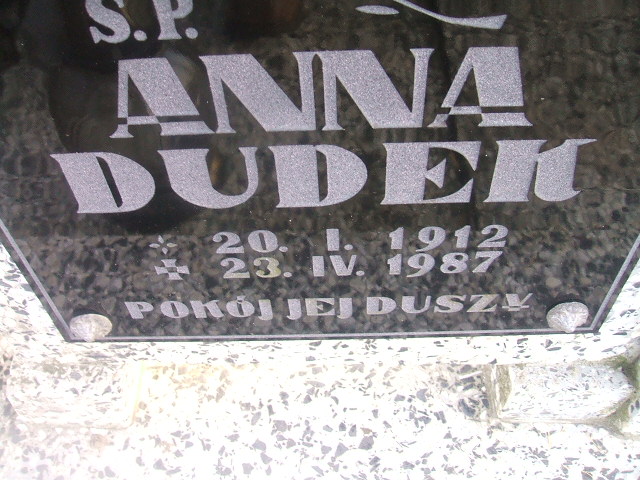 Ś.P.
ANNA
DUDEK
* 20. I. 1912
✝ 23. IV. 1987
POKÓJ JEJ DUSZY